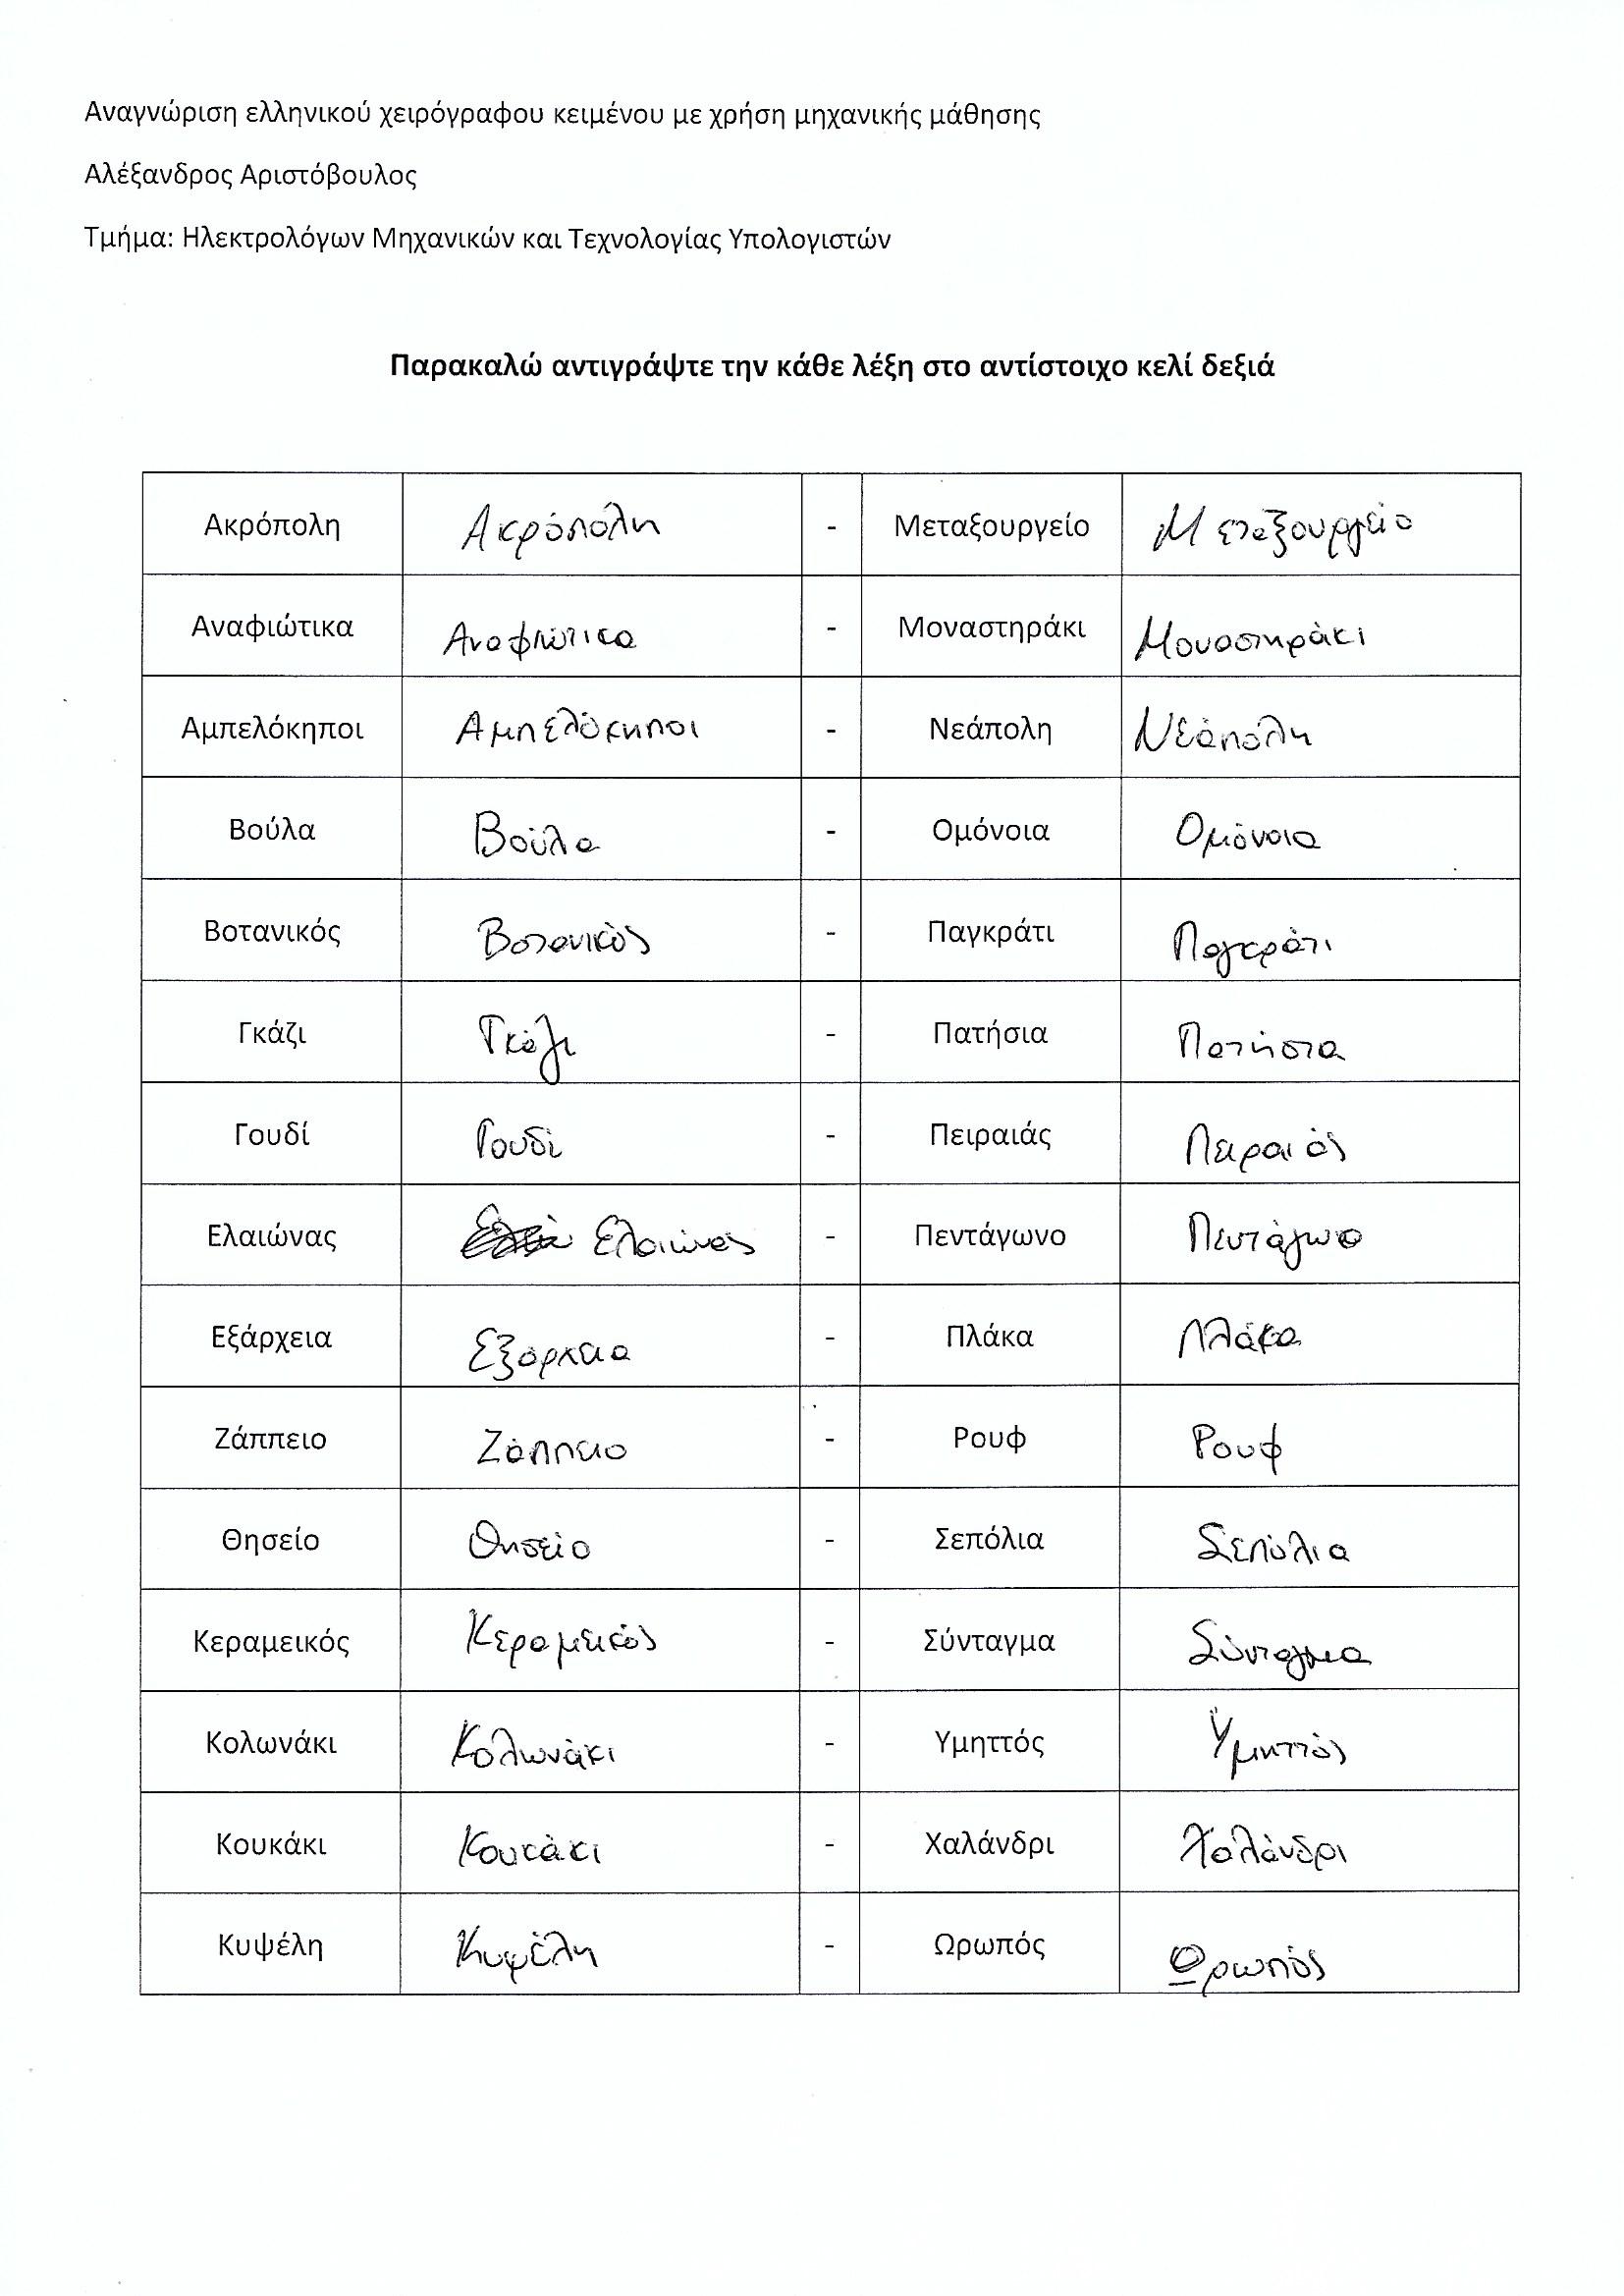 Αναγνώριση ελληνικού χειρόγραφου κειμένου με χρήση μηχανικής μάθησης
Αλέξανδρος Αριστόβουλος
Τμήμα: Ηλεκτρολόγων Μηχανικών και Τεχνολογίας Υπολογιστών
Παρακαλώ αντιγράψτε την κάθε λέξη στο αντίστοιχο κελί δεξιά
Ακρόπολη Ακρόπολη - Μεταξουργείο Μεταξουργείο
Αναφιώτικα Αναφιώτικα - Μοναστηράκι Μοναστηράκι
Αμπελόκηποι Αμπελόκηποι - Νεάπολη Νεάπολη
Βούλα Βούλα - Ομόνοια Ομόνοια
Βοτανικός Βοτανικός - Παγκράτι Παγκράτι
Γκάζι Γκάζι - Πατήσια Πατήσια
Γουδί Γουδί - Πειραιάς Πειραιάς
Ελαιώνας Ελαιώνας - Πεντάγωνο Πεντάγωνο
Εξάρχεια Εξάρχεια - Πλάκα Πλάκα
Ζάππειο Ζάππειο - Ρουφ Ρουφ
Θησείο Θησείο - Σεπόλια Σεπόλια
Κεραμεικός Κεραμεικός - Σύνταγμα Σύνταγμα
Κολωνάκι Κολωνάκι - Υμηττός Υμηττός
Κουκάκι Κουκάκι - Χαλάνδρι Χαλάνδρι
Κυψέλη Κυψέλη - Ωρωπός Ωρωπός